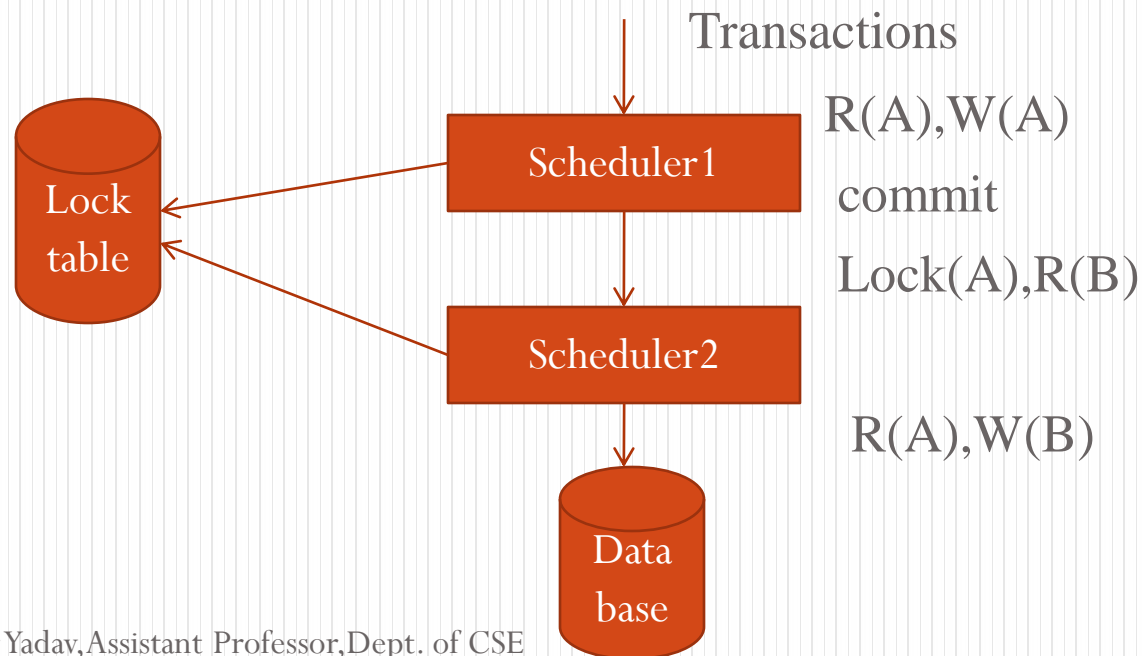 Transactions
R(A),W(A)
Scheduler1
commit
Lock
table
Lock(A),R(B)
Scheduler2
R(A),W(B)
Data
base
Yadav,Assistant Professor,Dept. of CSE